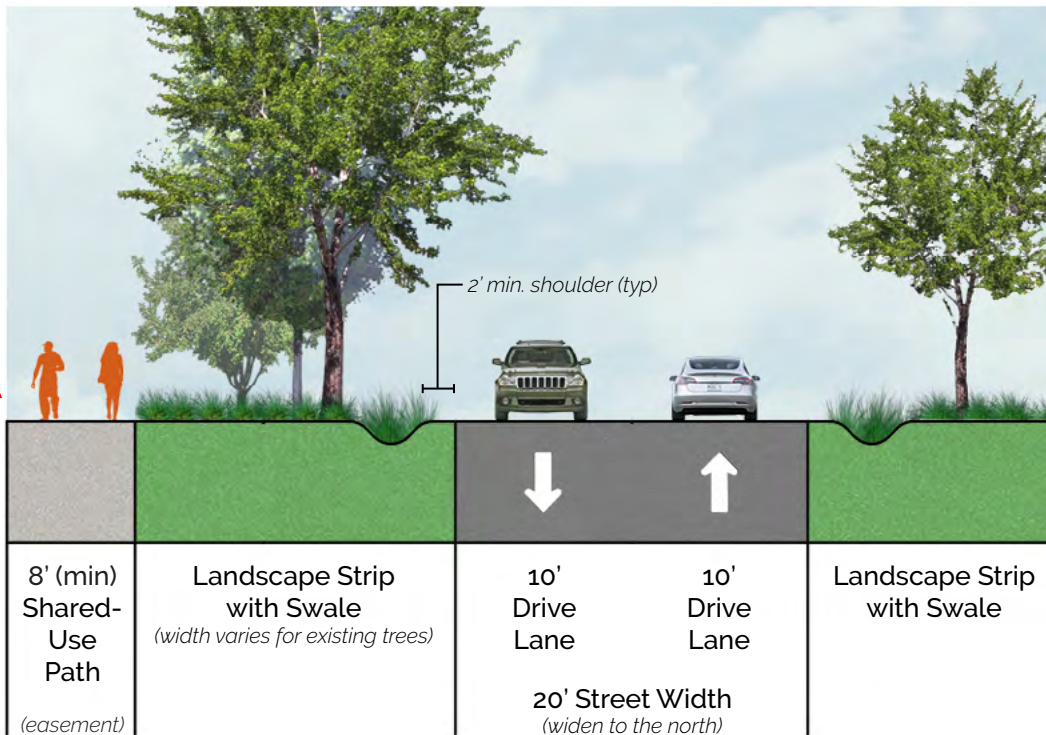 2' min. shoulder (typ)
8' (min)
Shared-
Use
Path
(easement)
Landscape Strip
with Swale
(width varies for existing trees)
10'
Drive
Lane
10'
Drive
Lane
20' Street Width
(widen to the north)
Landscape Strip
with Swale